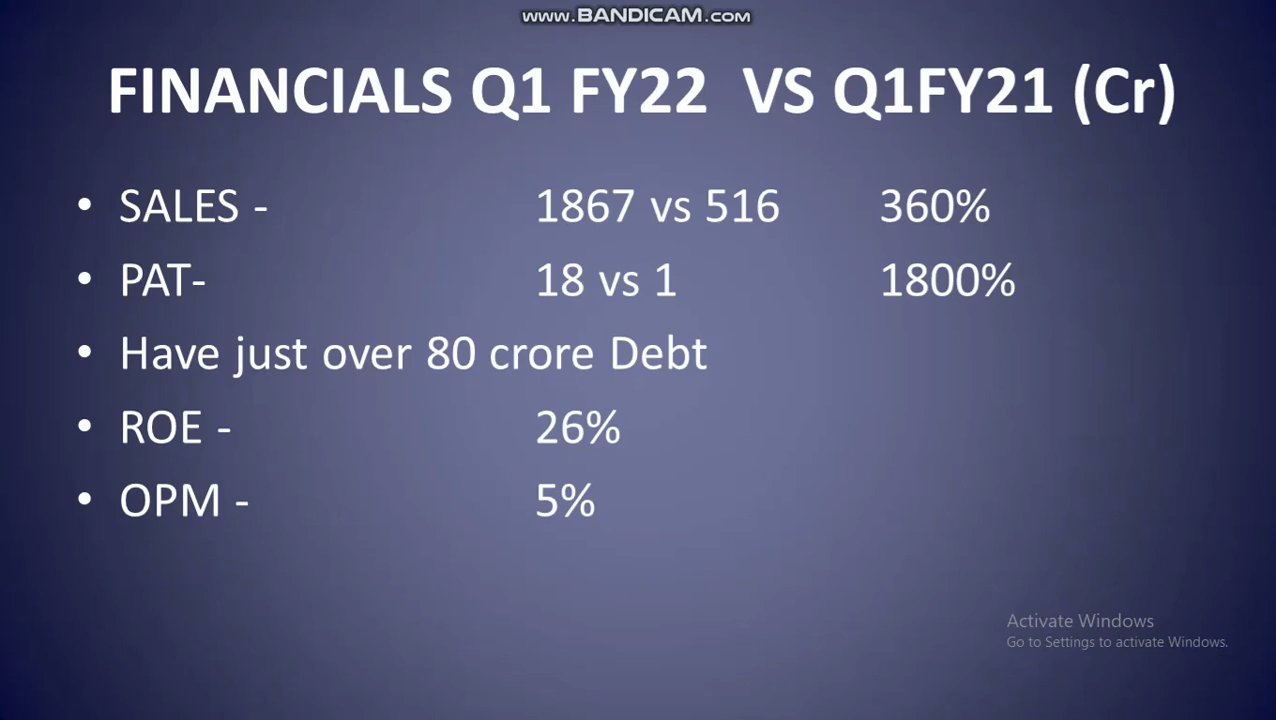 www.BANDICAM.com
FINANCIALS Q1 FY22 VS Q1FY21 (Cr)
• SALES - 1867 vs 516 360%
• PAT- 18 vs 1 1800%
• Have just over 80 crore Debt
• ROE - 26%
• OPM - 5%
Activate Windows
Go to Settings to activate Windows.